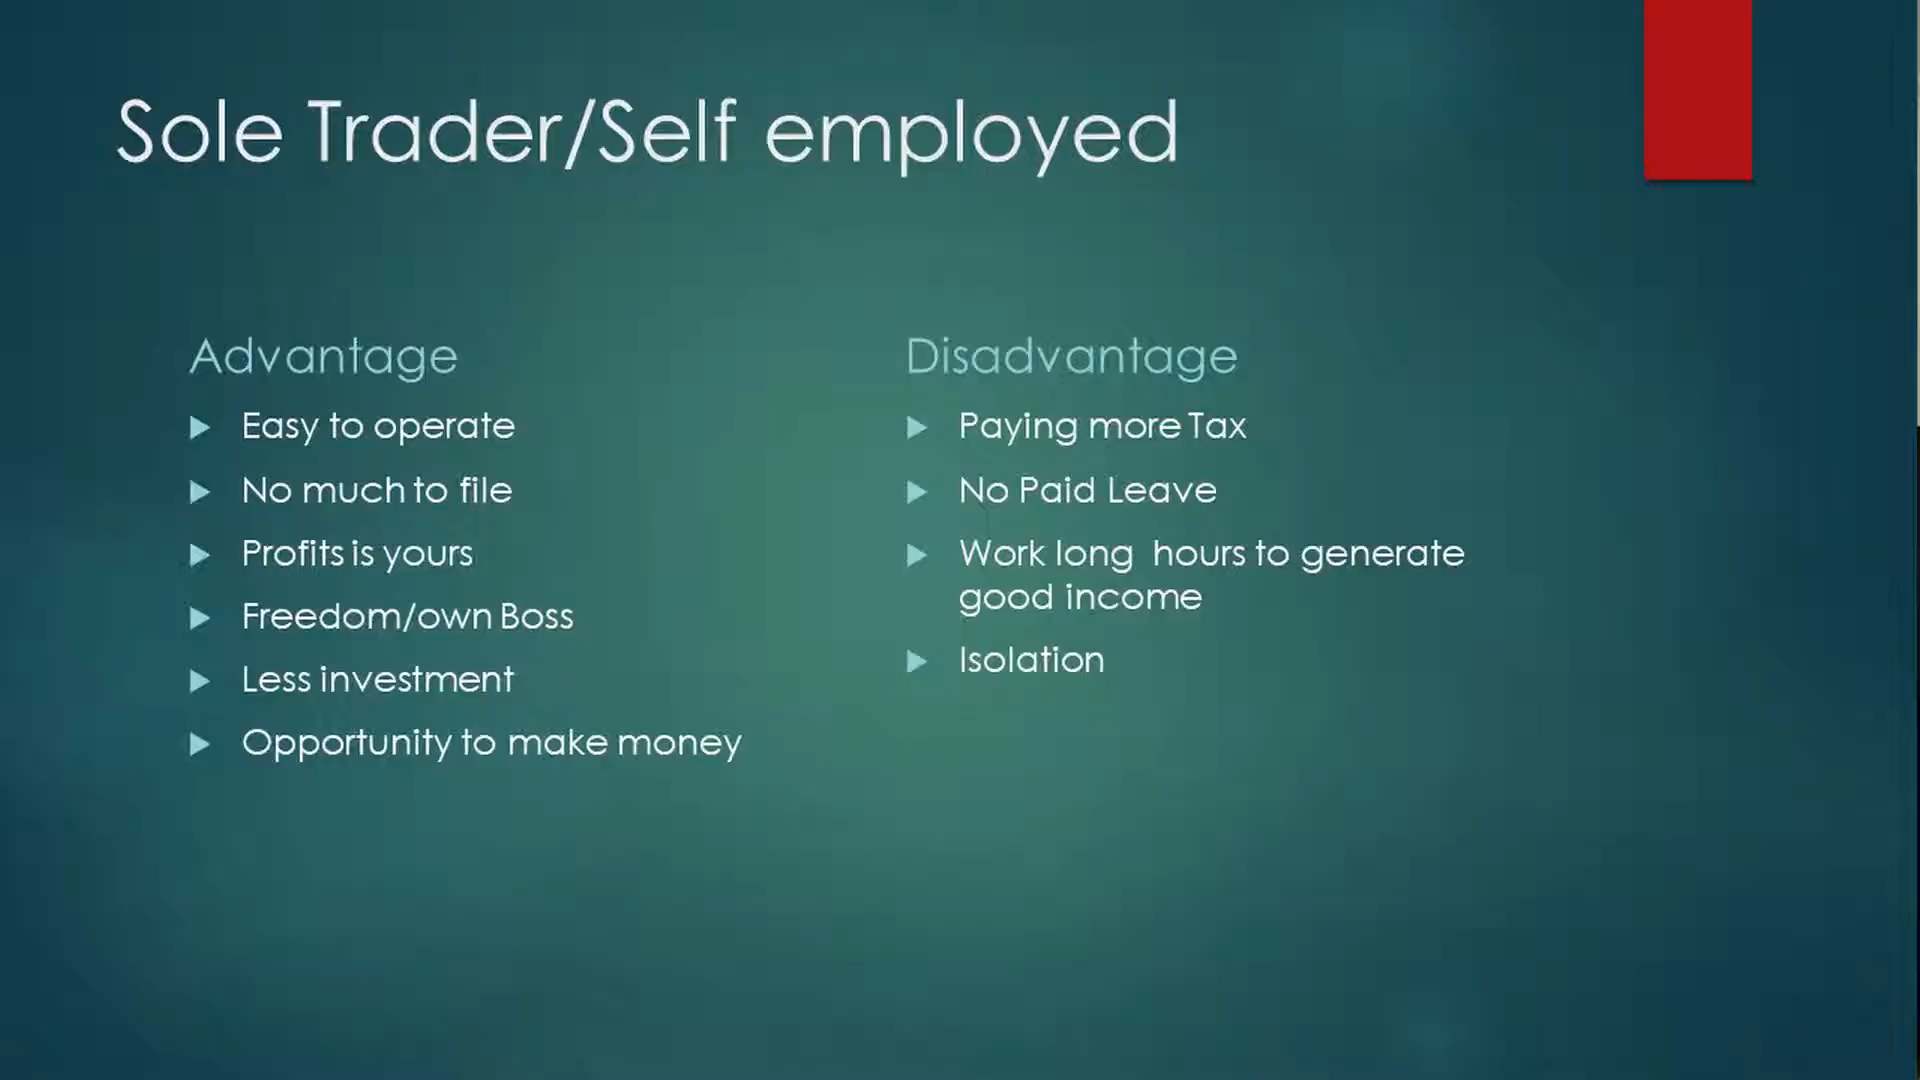 Sole Trader/Self employed
Advantage
Easy to operate
No much to file
Profits is yours
Freedom/own Boss
Less investment
Opportunity to make money
Disadvantage
Paying more Tax
No Paid Leave
Work long hours to generate
good income
Isolation